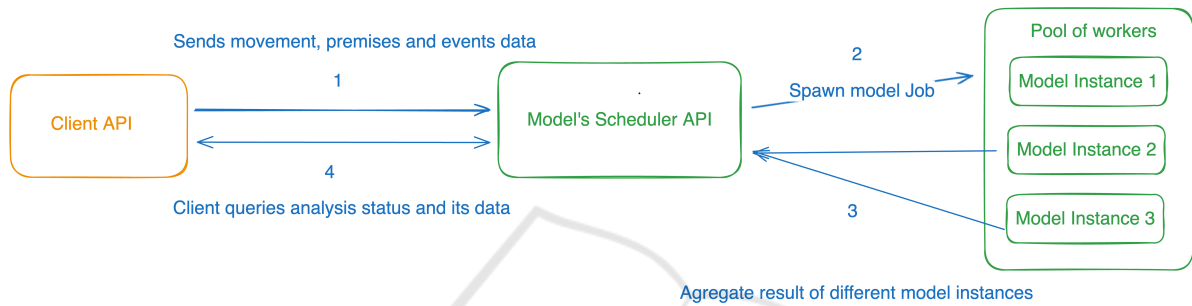 Sends movement, premises and events data
1
Client API
4
Client queries analysis status and its data
Model's Scheduler API
2
Spawn model Job
3
Agregate result of different model instances
Pool of workers
Model Instance 1
Model Instance 2
Model Instance 3